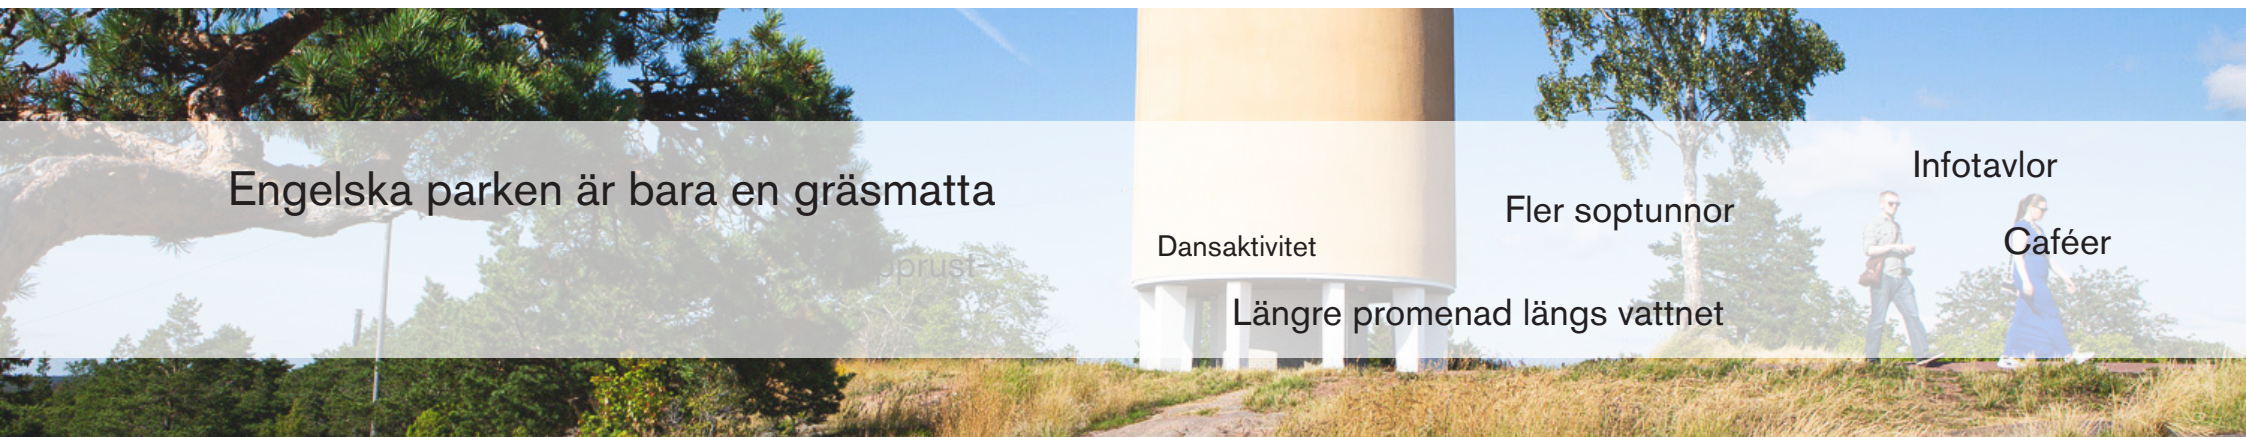 Engelska parken är bara en gräsmatta
Infotavlor
Fler soptunnor
Caféer
Dansaktivitet
Längre promenad längs vattnet